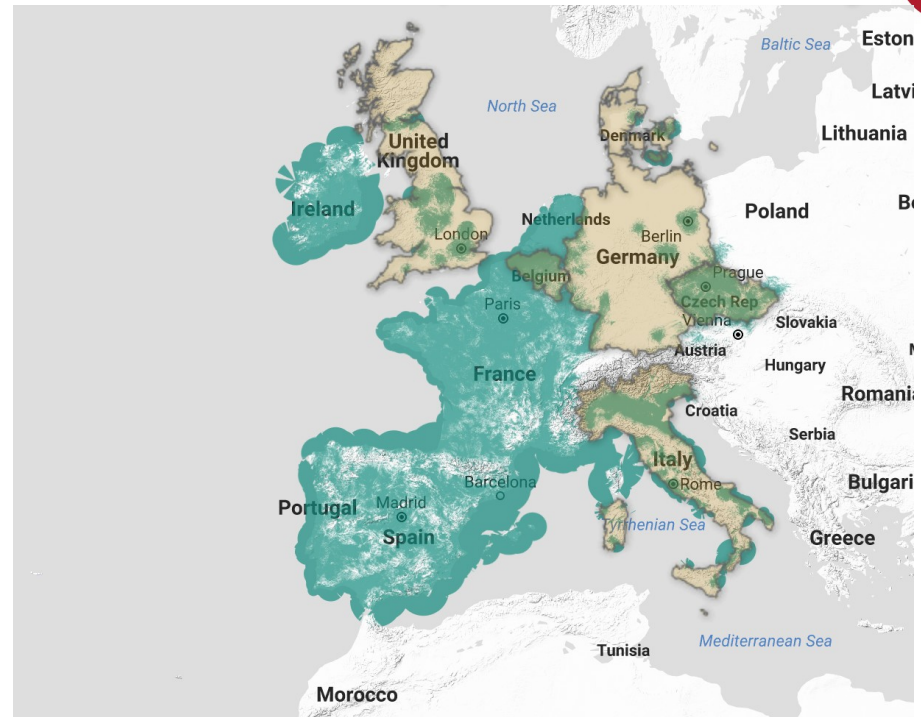 Baltic Sea
Eston
Latvi
North Sea
Lithuania
Denmark
United
Kingdom
Ireland
Netherlands
Poland
London
Berlin
Germany
Belgium
Prague
Czech Rep
Paris
Vienna
Slovakia
Austria
Hungary
France
Romania
Croatia
Serbia
Italy
Barcelona
Rome
Bulgari
Portugal
Madrid
Spain
Tyrrhenian Sea
Greece
Mediterranean Sea
Tunisia
Morocco